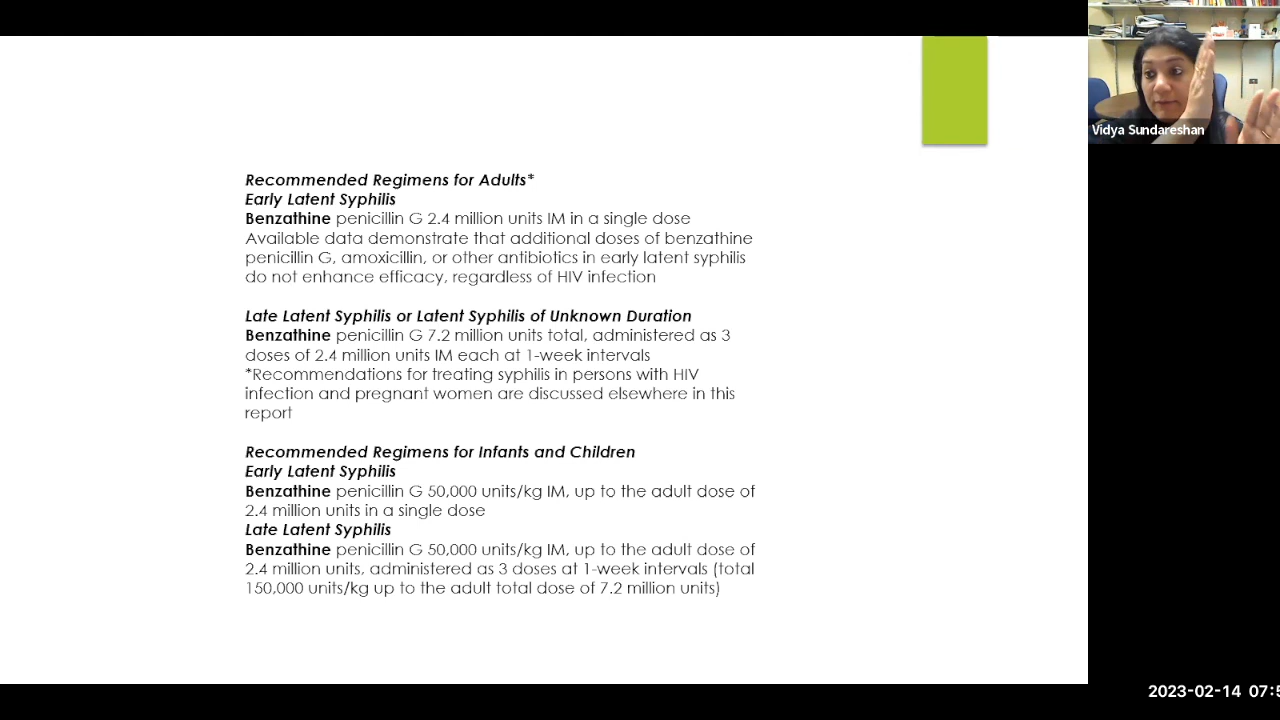 Vidya Sundareshan
Recommended Regimens for Adults*
Early Latent Syphilis
Benzathine penicillin G 2.4 million units IM in a single dose
Available data demonstrate that additional doses of benzathine
penicillin G, amoxicillin, or other antibiotics in early latent syphilis
do not enhance efficacy, regardless of HIV infection
Late Latent Syphilis or Latent Syphilis of Unknown Duration
Benzathine penicillin G 7.2 million units total, administered as 3
doses of 2.4 million units IM each at 1-week intervals
*Recommendations for treating syphilis in persons with HIV
infection and pregnant women are discussed elsewhere in this
report
Recommended Regimens for Infants and Children
Early Latent Syphilis
Benzathine penicillin G 50,000 units/kg IM, up to the adult dose of
2.4 million units in a single dose
Late Latent Syphilis
Benzathine penicillin G 50,000 units/kg IM, up to the adult dose of
2.4 million units, administered as 3 doses at 1-week intervals (total
150,000 units/kg up to the adult total dose of 7.2 million units)
2023-02-14 07:5